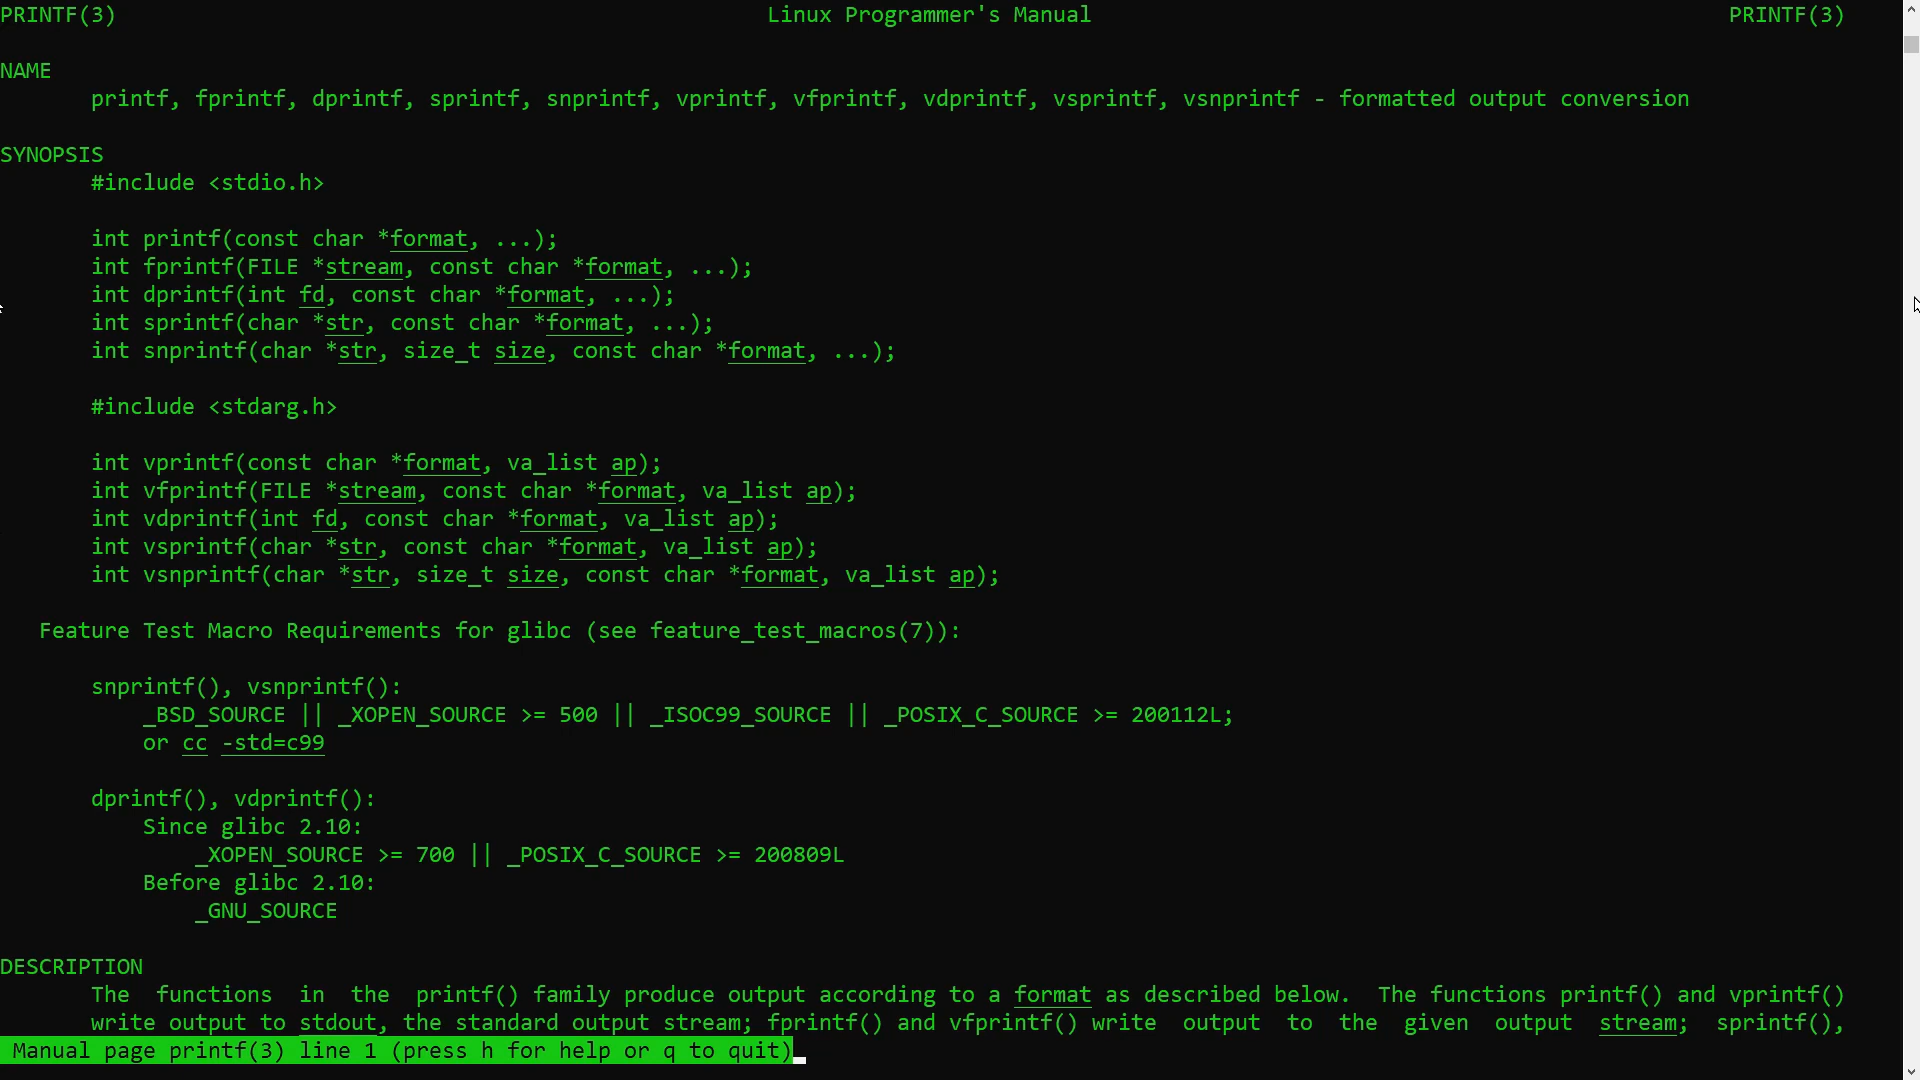 PRINTF(3) Linux Programmer's Manual PRINTF(3)
NAME
printf, fprintf, dprintf, sprintf, snprintf, vprintf, vfprintf, vdprintf, vsprintf, vsnprintf - formatted output conversion
SYNOPSIS
#include <stdio.h>
int printf(const char *format, ...);
int fprintf(FILE *stream, const char *format, ...);
int dprintf(int fd, const char *format, ...);
int sprintf(char *str, const char *format, ...);
int snprintf(char *str, size_t size, const char *format, ...);
#include <stdarg.h>
int vprintf(const char *format, va_list ap);
int vfprintf(FILE *stream, const char *format, va_list ap);
int vdprintf(int fd, const char *format, va_list ap);
int vsprintf(char *str, const char *format, va_list ap);
int vsnprintf(char *str, size_t size, const char *format, va_list ap);
Feature Test Macro Requirements for glibc (see feature_test_macros(7)):
snprintf(), vsnprintf():
_BSD_SOURCE || _XOPEN_SOURCE >= 500 || _ISOC99_SOURCE || _POSIX_C_SOURCE >= 200112L;
or cc -std=c99
dprintf(), vdprintf():
Since glibc 2.10:
_XOPEN_SOURCE >= 700 || _POSIX_C_SOURCE >= 200809L
Before glibc 2.10:
_GNU_SOURCE
DESCRIPTION
The functions in the printf() family produce output according to a format as described below. The functions printf() and vprintf()
write output to stdout, the standard output stream; fprintf() and vfprintf() write output to the given output stream; sprintf(),
Manual page printf(3) line 1 (press h for help or q to quit)